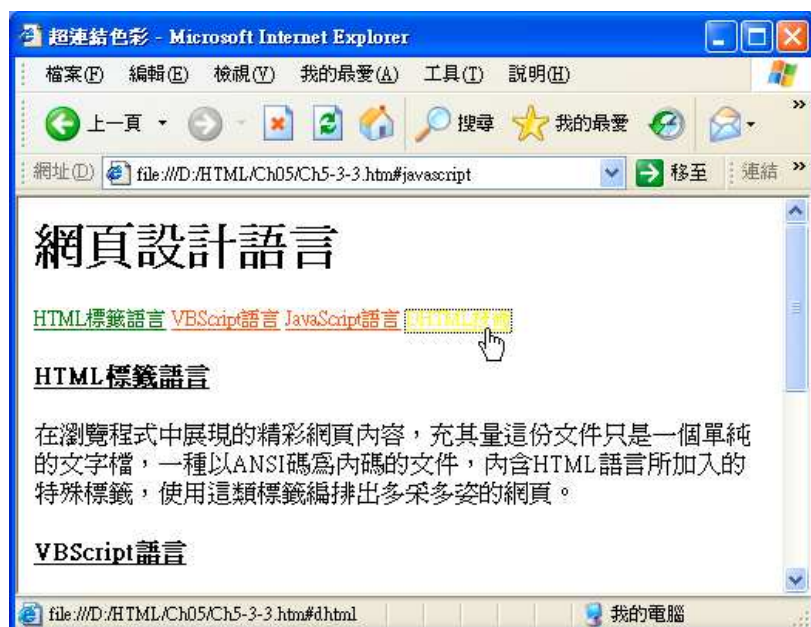 超連結色彩 - Microsoft Internet Explorer
檔案(F) 編輯(E) 檢視(V) 我的最愛(A) 工具(T) 說明(H)
上一頁 搜尋 我的最愛 »
網址(D) file:///D:/HTML/Ch05/Ch5-3-3.htm#javascript 移至 連結 »
網頁設計語言
HTML標籤語言 VBScript語言 JavaScript語言 DHTML技術
HTML標籤語言
在瀏覽程式中展現的精彩網頁內容，充其量這份文件只是一個單純
的文字檔，一種以ANSI碼為內碼的文件，內含HTML語言所加入的
特殊標籤，使用這類標籤編排出多采多姿的網頁。
VBScript語言
file:///D:/HTML/Ch05/Ch5-3-3.htm#dhtml 我的電腦